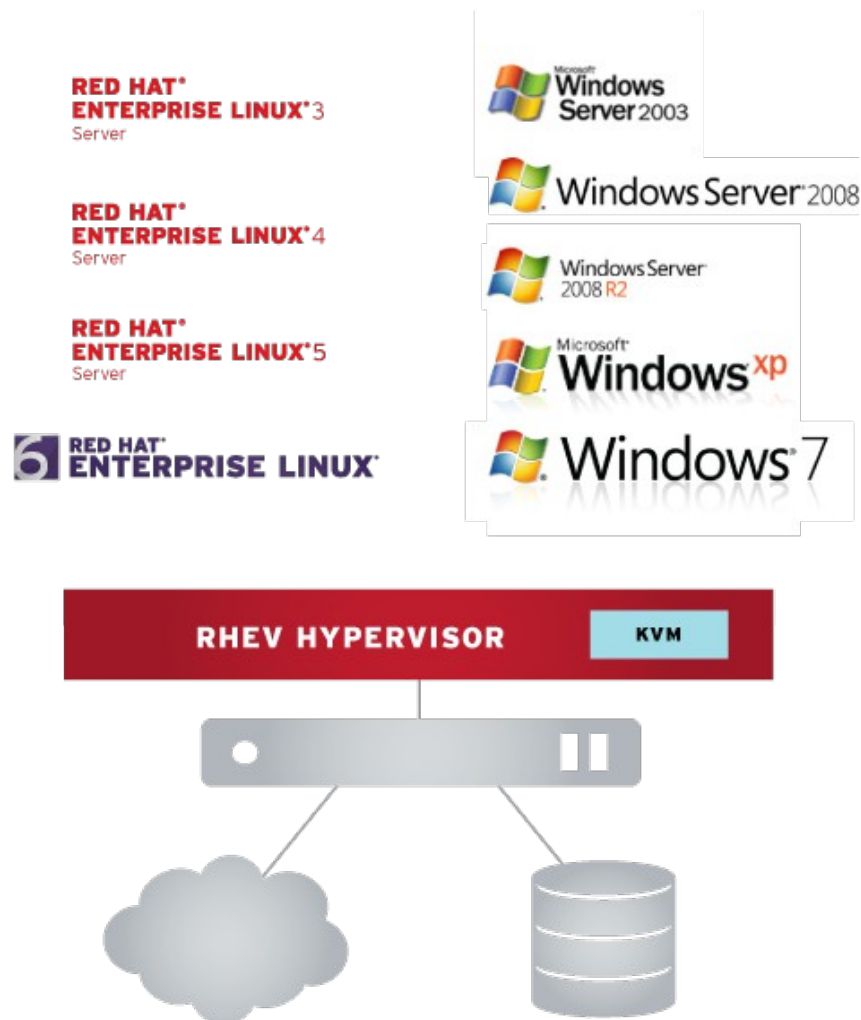 RED HAT®
ENTERPRISE LINUX®3
Server
RED HAT®
ENTERPRISE LINUX®4
Server
RED HAT®
ENTERPRISE LINUX®5
Server
6 RED HAT®
ENTERPRISE LINUX®
Microsoft®
Windows
Server 2003
Windows Server® 2008
Windows Server®
2008 R2
Microsoft®
Windows® xp
Windows® 7
RHEV HYPERVISOR
KVM